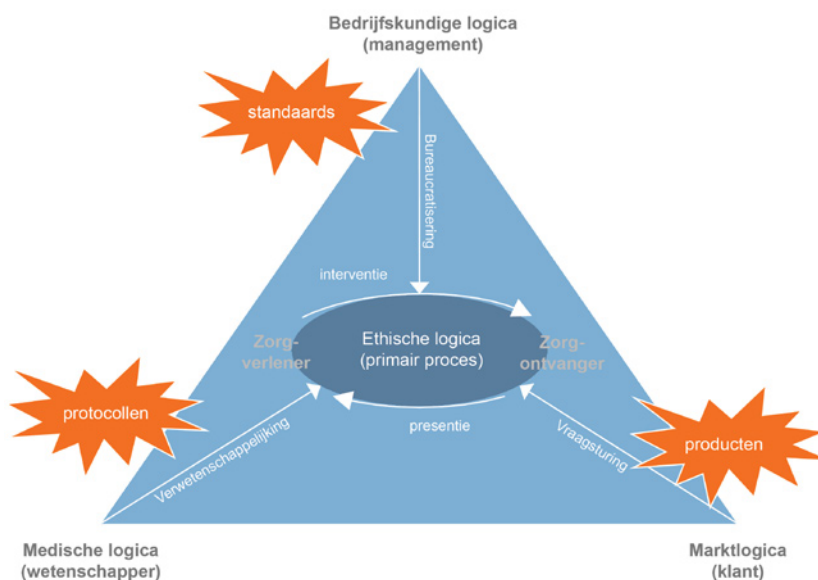 Bedrijfskundige logica
(management)
standaards
Bureaucratisering
interventie
Zorg-
verlener
Ethische logica
(primair proces)
Zorg-
ontvanger
protocollen
presentie
producten
Verwetenschappelijking
Vraagsturing
Medische logica
(wetenschapper)
Marktlogica
(klant)